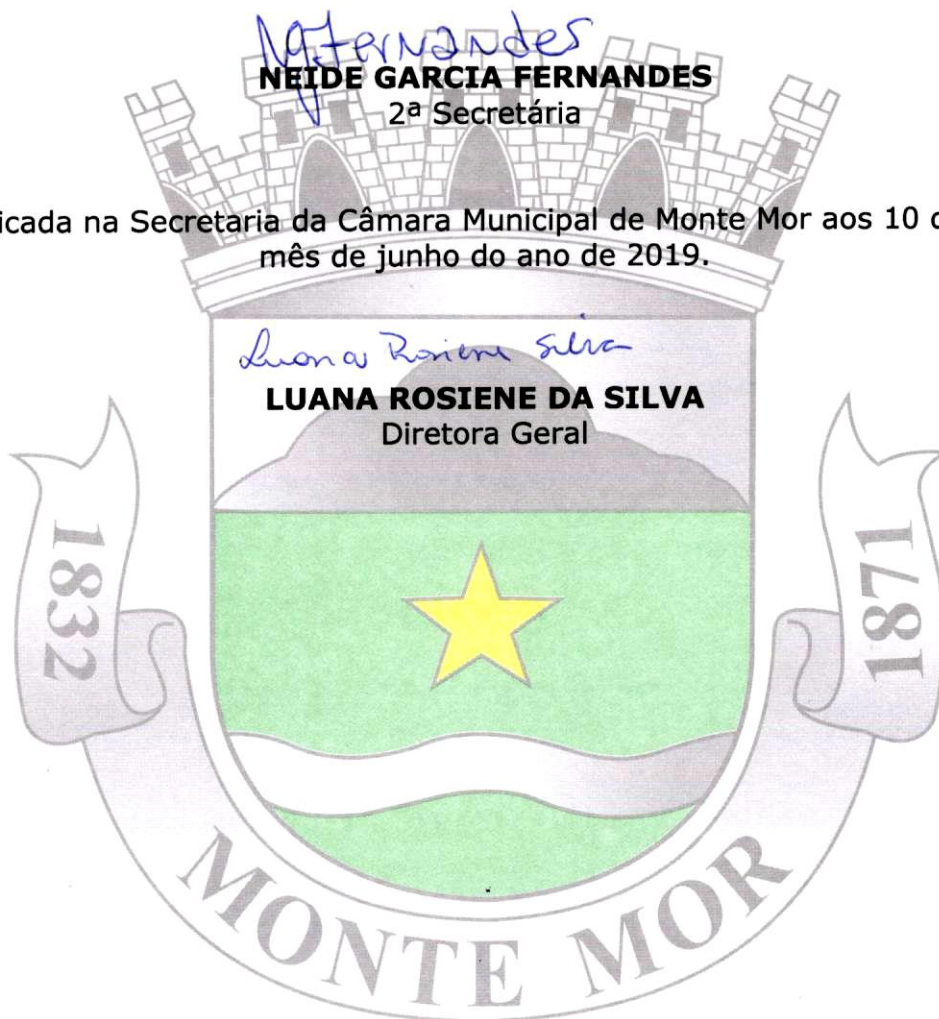 NGFernandes
NEIDE GARCIA FERNANDES
2ª Secretária
icada na Secretaria da Câmara Municipal de Monte Mor aos 10 d
mês de junho do ano de 2019.
Luana Rosiene Silva
LUANA ROSIENE DA SILVA
Diretora Geral
1832
1871
MONTE MOR